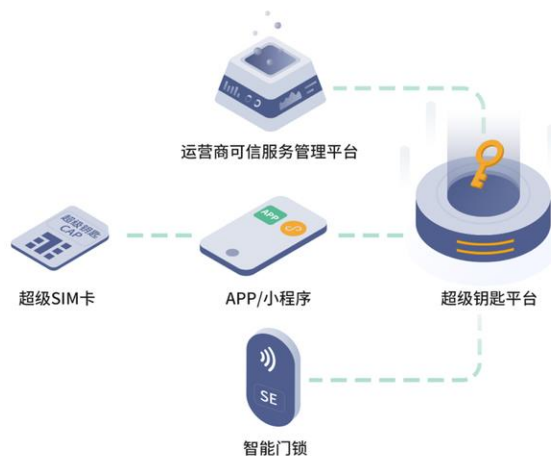 运营商可信服务管理平台
超级钥匙
CAP
APP
超级SIM卡
APP/小程序
超级钥匙平台
SE
智能门锁